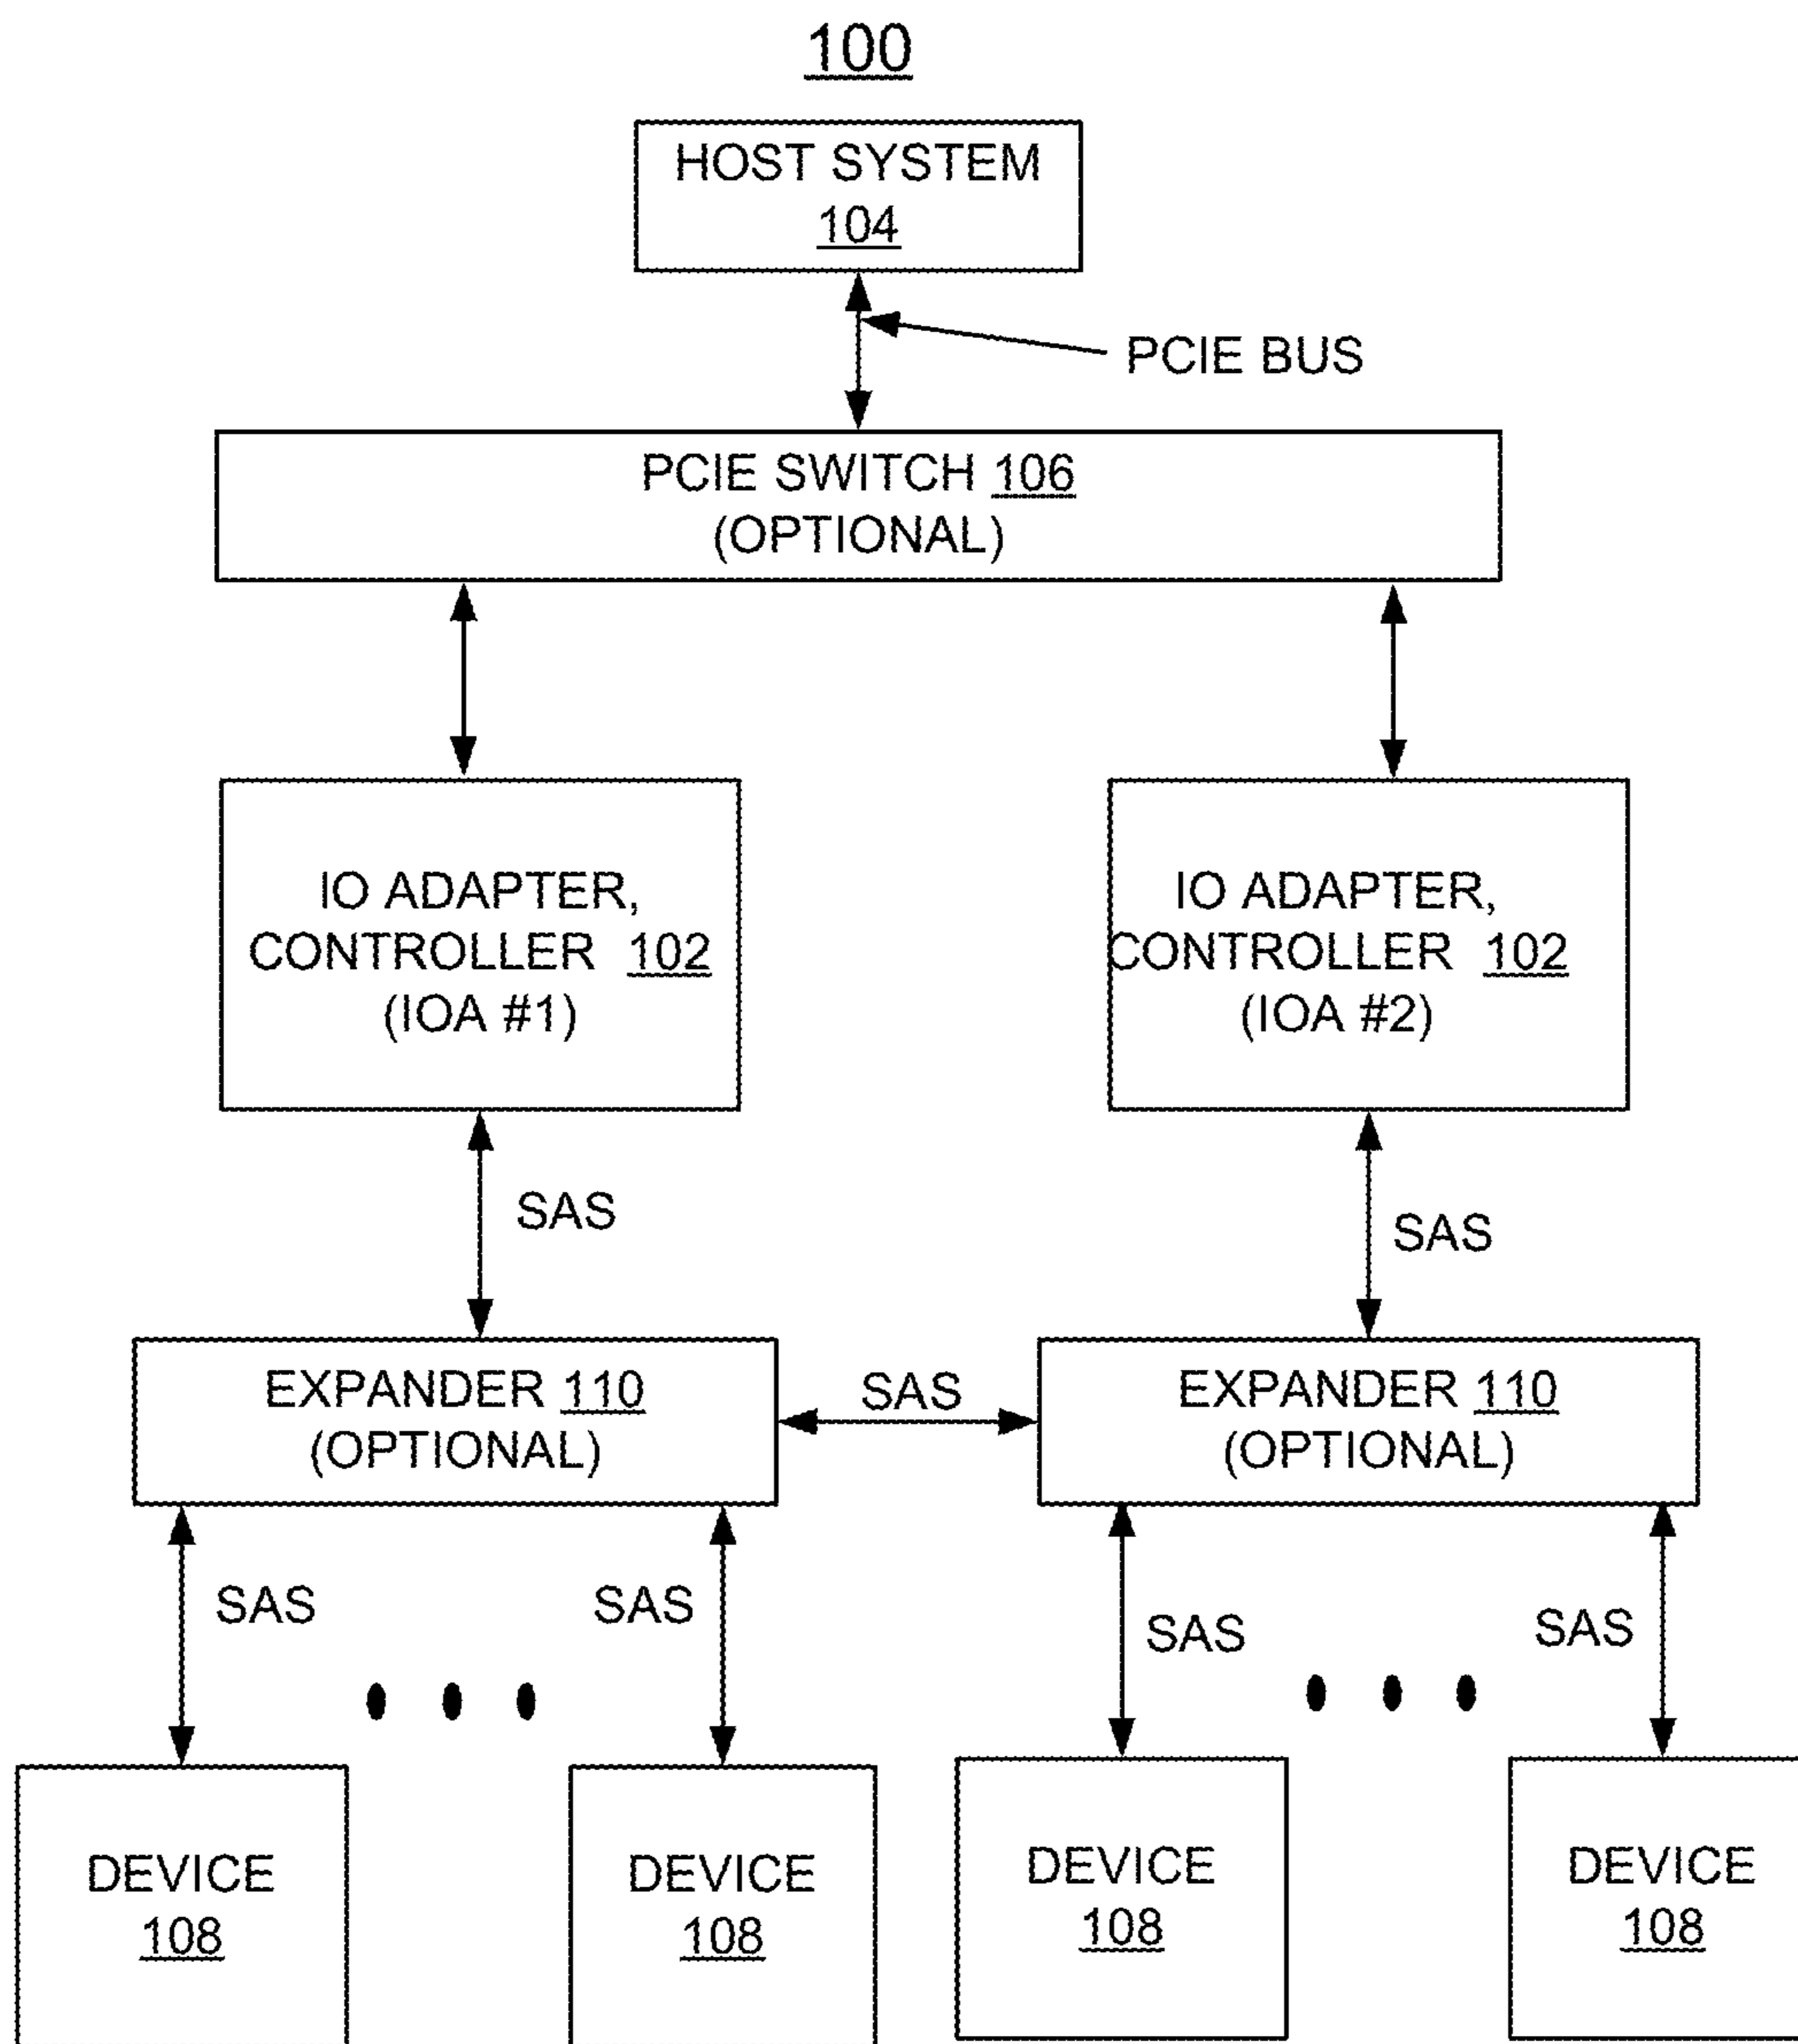 100
HOST SYSTEM
104
PCIE BUS
PCIE SWITCH 106
(OPTIONAL)
IO ADAPTER,
CONTROLLER 102
(IOA #1)
IO ADAPTER,
CONTROLLER 102
(IOA #2)
SAS
SAS
EXPANDER 110
(OPTIONAL)
SAS
EXPANDER 110
(OPTIONAL)
SAS
SAS
SAS
SAS
DEVICE
108
DEVICE
108
DEVICE
108
DEVICE
108